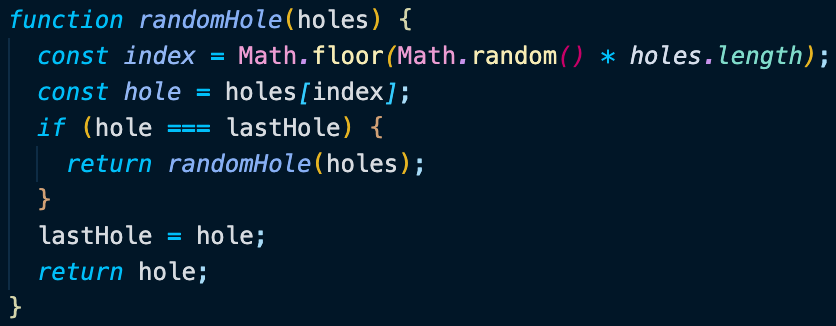 function randomHole(holes) {
  const index = Math.floor(Math.random() * holes.length);
  const hole = holes[index];
  if (hole === lastHole) {
    return randomHole(holes);
  }
  lastHole = hole;
  return hole;
}